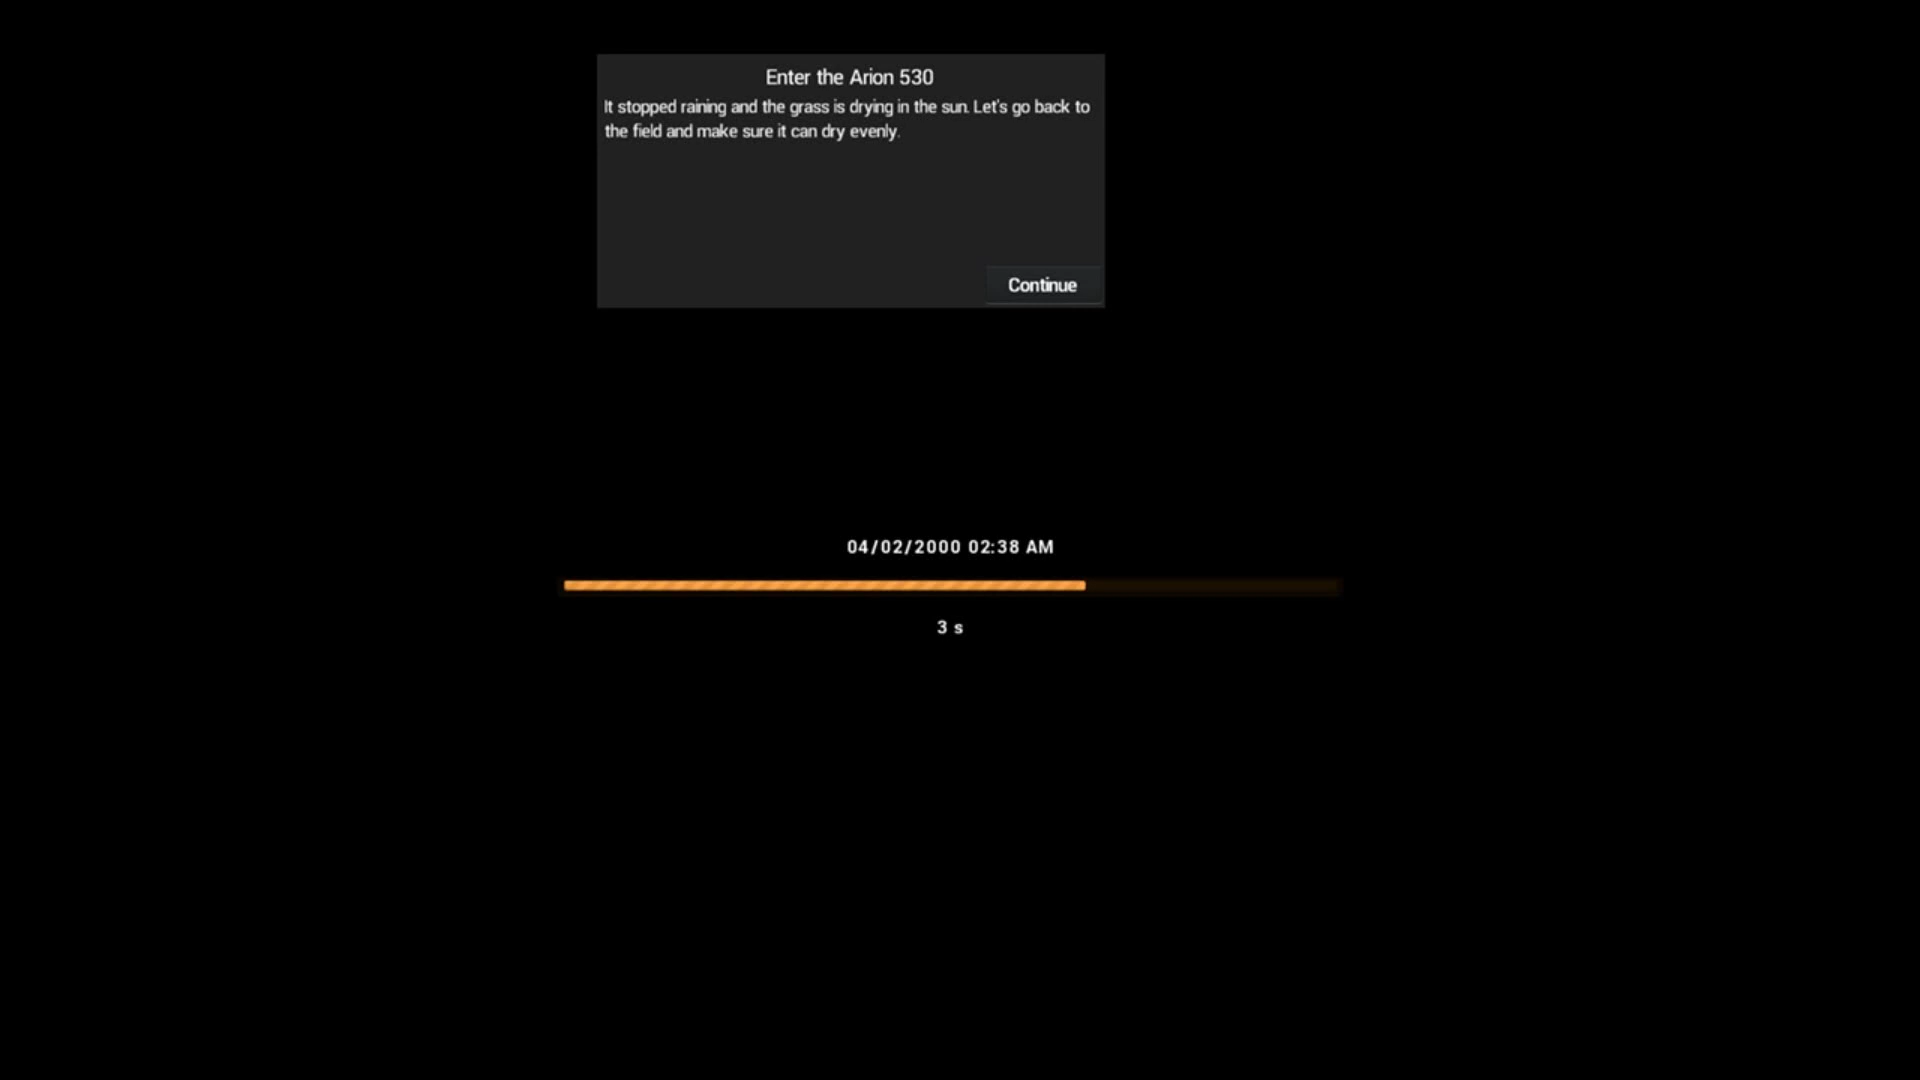 Enter the Arion 530
It stopped raining and the grass is drying in the sun. Let's go back to
the field and make sure it can dry evenly.
Continue
04/02/2000 02:38 AM
3 s